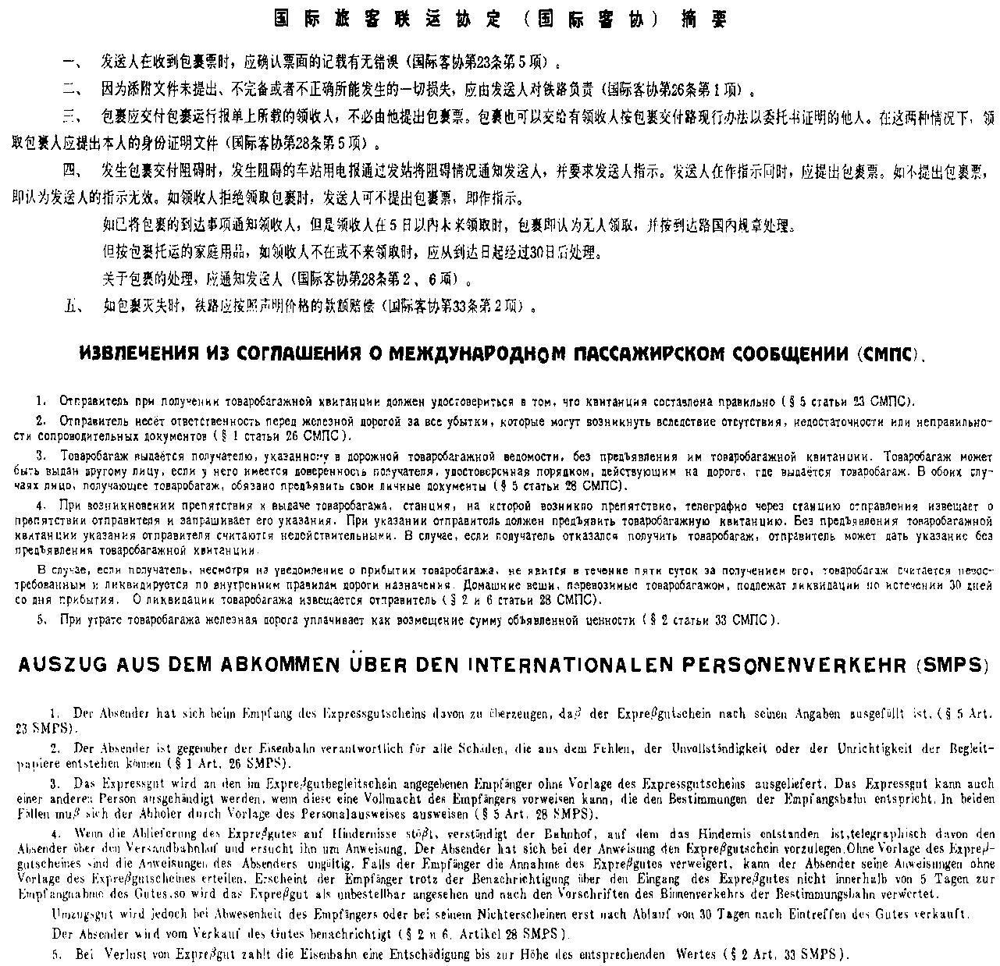 国际旅客联运协定（国际客协）摘要
一、 发送人在收到包裹票时，应确认票面的记载有无错误（国际客协第23条第5项）。
二、 因为添附文件未提出、不完备或者不正确所能发生的一切损失，应由发送人对铁路负责（国际客协第26条第1项）。
三、 包裹应交付包裹运行报单上所载的领收人，不必由他提出包裹票。包裹也可以交给有领收人按包裹交付路现行办法以委托书证明的他人。在这两种情况下，领
取包裹人应提出本人的身份证明文件（国际客协第28条第5项）。
四、 发生包裹交付阻碍时，发生阻碍的车站用电报通过发站将阻碍情况通知发送人，并要求发送人指示。发送人在作指示同时，应提出包裹票。如不提出包裹票，
即认为发送人的指示无效。如领收人拒绝领取包裹时，发送人可不提出包裹票，即作指示。
如已将包裹的到达事项通知领收人，但是领收人在5日以内未来领取时，包裹即认为无人领取，并按到达路国内规章处理。
但按包裹托运的家庭用品，如领收人不在或不来领取时，应从到达日起经过30日后处理。
关于包裹的处理，应通知发送人（国际客协第28条第2、6项）。
五、 如包裹灭失时，铁路应按照声明价格的款额赔偿（国际客协第33条第2项）。
ИЗВЛЕЧЕНИЯ ИЗ СОГЛАШЕНИЯ О МЕЖДУНАРОДНОМ ПАССАЖИРСКОМ СООБЩЕНИИ (СМПС).
1. Отправитель при получении товаробагажной квитанции должен удостовериться в том, что квитанция составлена правильно (§ 5 статьи 23 СМПС).
2. Отправитель несёт ответственность перед железной дорогой за все убытки, которые могут возникнуть вследствие отсутствия, недостаточности или неправильно-
сти сопроводительных документов (§ 1 статьи 26 СМПС).
3. Товаробагаж выдаётся получателю, указанному в дорожной товаробагажной ведомости, без предъявления им товаробагажной квитанции. Товаробагаж может
быть выдан другому лицу, если у него имеется доверенность получателя, удостоверенная порядком, действующим на дороге, где выдаётся товаробагаж. В обоих слу-
чаях лицо, получающее товаробагаж, обязано предъявить свои личные документы (§ 5 статьи 28 СМПС).
4. При возникновении препятствия к выдаче товаробагажа, станция, на которой возникло препятствие, телеграфно через станцию отправления извещает о
препятствии отправителя и запрашивает его указания. При указании отправитель должен предъявить товаробагажную квитанцию. Без предъявления товаробагажной
квитанции указания отправителя считаются недействительными. В случае, если получатель отказался получить товаробагаж, отправитель может дать указание без
предъявления товаробагажной квитанции.
В случае, если получатель, несмотря на уведомление о прибытии товаробагажа, не явится в течение пяти суток за получением его, товаробагаж считается невос-
требованным и ликвидируется по внутренним правилам дороги назначения. Домашние вещи, перевозимые товаробагажом, подлежат ликвидации по истечении 30 дней
со дня прибытия. О ликвидации товаробагажа извещается отправитель (§ 2 и 6 статьи 28 СМПС).
5. При утрате товаробагажа железная дорога уплачивает как возмещение сумму объявленной ценности (§ 2 статьи 33 СМПС).
AUSZUG AUS DEM ABKOMMEN ÜBER DEN INTERNATIONALEN PERSONENVERKEHR (SMPS)
1. Der Absender hat sich beim Empfang des Expressgutscheins davon zu überzeugen, daß der Expreßgutschein nach seinen Angaben ausgefüllt ist. (§ 5 Art.
23 SMPS).
2. Der Absender ist gegenüber der Eisenbahn verantwortlich für alle Schäden, die aus dem Fehlen, der Unvollständigkeit oder der Unrichtigkeit der Begleit-
papiere entstehen können (§ 1 Art. 26 SMPS).
3. Das Expressgut wird an den im Expreßgutbegleitschein angegebenen Empfänger ohne Vorlage des Expressgutscheins ausgeliefert. Das Expressgut kann auch
einer anderen Person ausgehändigt werden, wenn diese eine Vollmacht des Empfängers vorweisen kann, die den Bestimmungen der Empfangsbahn entspricht. In beiden
Fällen muß sich der Abholer durch Vorlage des Personalausweises ausweisen (§ 5 Art. 28 SMPS).
4. Wenn die Ablieferung des Expreßgutes auf Hindernisse stößt, verständigt der Bahnhof, auf dem das Hindernis entstanden ist,telegraphisch davon den
Absender über den Versandbahnhof und ersucht ihn um Anweisung. Der Absender hat sich bei der Anweisung den Expreßgutschein vorzulegen.Ohne Vorlage des Expreß-
gutscheines sind die Anweisungen des Absenders ungültig. Falls der Empfänger die Annahme des Expreßgutes verweigert, kann der Absender seine Anweisungen ohne
Vorlage des Expreßgutscheines erteilen. Erscheint der Empfänger trotz der Benachrichtigung über den Eingang des Expreßgutes nicht innerhalb von 5 Tagen zur
Empfangnahme des Gutes,so wird das Expreßgut als unbestellbar angesehen und nach den Vorschriften des Binnenverkehrs der Bestimmungsbahn verwertet.
Umzugsgut wird jedoch bei Abwesenheit des Empfängers oder bei seinem Nichterscheinen erst nach Ablauf von 30 Tagen nach Eintreffen des Gutes verkauft.
Der Absender wird vom Verkauf des Gutes benachrichtigt (§ 2 u 6. Artikel 28 SMPS).
5. Bei Verlust von Expreßgut zahlt die Eisenbahn eine Entschädigung bis zur Höhe des entsprechenden Wertes (§ 2 Art. 33 SMPS).